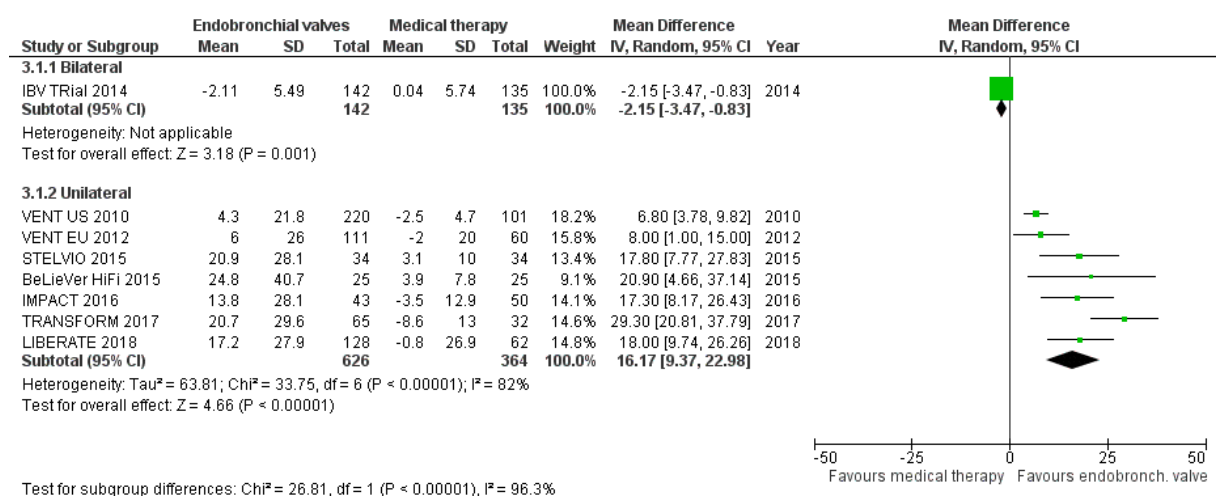 Endobronchial valves Medical therapy Mean Difference Mean Difference
Study or Subgroup Mean SD Total Mean SD Total Weight IV, Random, 95% CI Year IV, Random, 95% CI
3.1.1 Bilateral
IBV TRial 2014 -2.11 5.49 142 0.04 5.74 135 100.0% -2.15 [-3.47, -0.83] 2014
Subtotal (95% CI) 142 135 100.0% -2.15 [-3.47, -0.83]
Heterogeneity: Not applicable
Test for overall effect: Z = 3.18 (P = 0.001)
3.1.2 Unilateral
VENT US 2010 4.3 21.8 220 -2.5 4.7 101 18.2% 6.80 [3.78, 9.82] 2010
VENT EU 2012 6 26 111 -2 20 60 15.8% 8.00 [1.00, 15.00] 2012
STELVIO 2015 20.9 28.1 34 3.1 10 34 13.4% 17.80 [7.77, 27.83] 2015
BeLieVer HiFi 2015 24.8 40.7 25 3.9 7.8 25 9.1% 20.90 [4.66, 37.14] 2015
IMPACT 2016 13.8 28.1 43 -3.5 12.9 50 14.1% 17.30 [8.17, 26.43] 2016
TRANSFORM 2017 20.7 29.6 65 -8.6 13 32 14.6% 29.30 [20.81, 37.79] 2017
LIBERATE 2018 17.2 27.9 128 -0.8 26.9 62 14.8% 18.00 [9.74, 26.26] 2018
Subtotal (95% CI) 626 364 100.0% 16.17 [9.37, 22.98]
Heterogeneity: Tau² = 63.81; Chi² = 33.75, df = 6 (P < 0.00001); I² = 82%
Test for overall effect: Z = 4.66 (P < 0.00001)
-50 -25 0 25 50
Favours medical therapy Favours endobronch. valve
Test for subgroup differences: Chi² = 26.81, df = 1 (P < 0.00001), I² = 96.3%